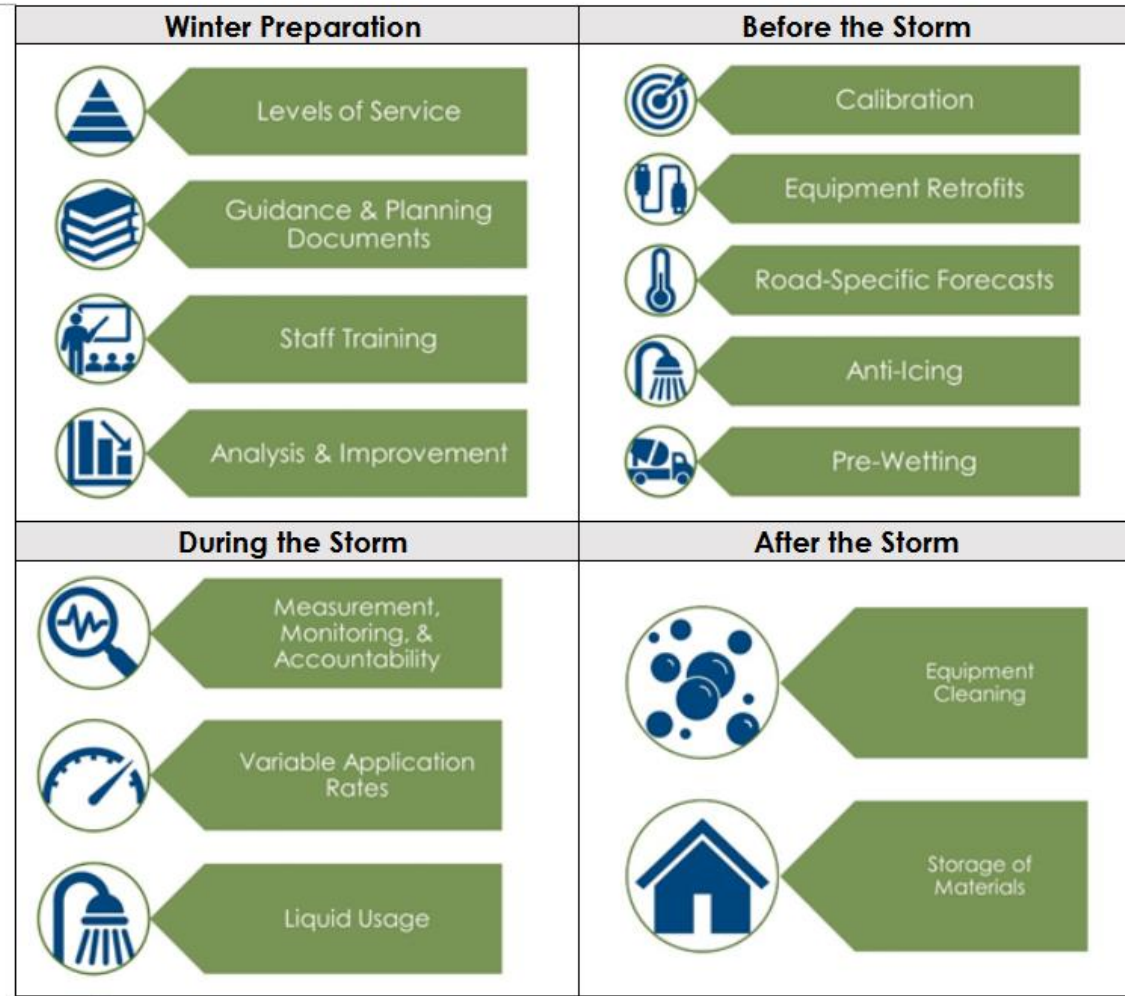 Winter Preparation
Levels of Service
Guidance & Planning
Documents
Staff Training
Analysis & Improvement
Before the Storm
Calibration
Equipment Retrofits
Road-Specific Forecasts
Anti-Icing
Pre-Wetting
During the Storm
Measurement,
Monitoring, &
Accountability
Variable Application
Rates
Liquid Usage
After the Storm
Equipment
Cleaning
Storage of
Materials